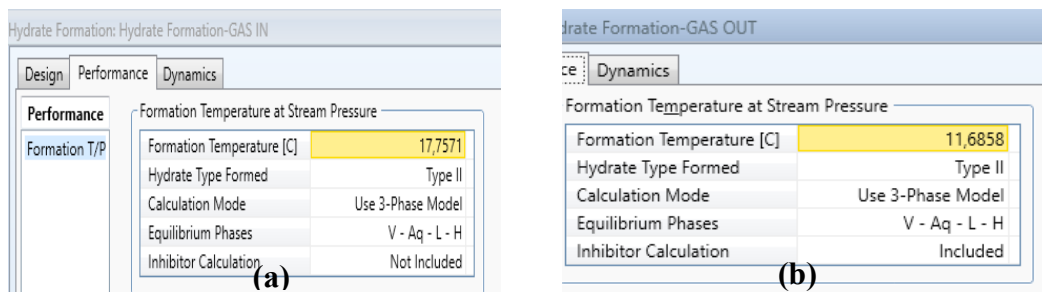 Hydrate Formation: Hydrate Formation-GAS IN
Design Performance Dynamics
Performance
Formation T/P
Formation Temperature at Stream Pressure
Formation Temperature [C] 17,7571
Hydrate Type Formed Type II
Calculation Mode Use 3-Phase Model
Equilibrium Phases V - Aq - L - H
Inhibitor Calculation Not Included
(a)
drate Formation-GAS OUT
ce Dynamics
Formation Temperature at Stream Pressure
Formation Temperature [C] 11,6858
Hydrate Type Formed Type II
Calculation Mode Use 3-Phase Model
Equilibrium Phases V - Aq - L - H
Inhibitor Calculation Included
(b)